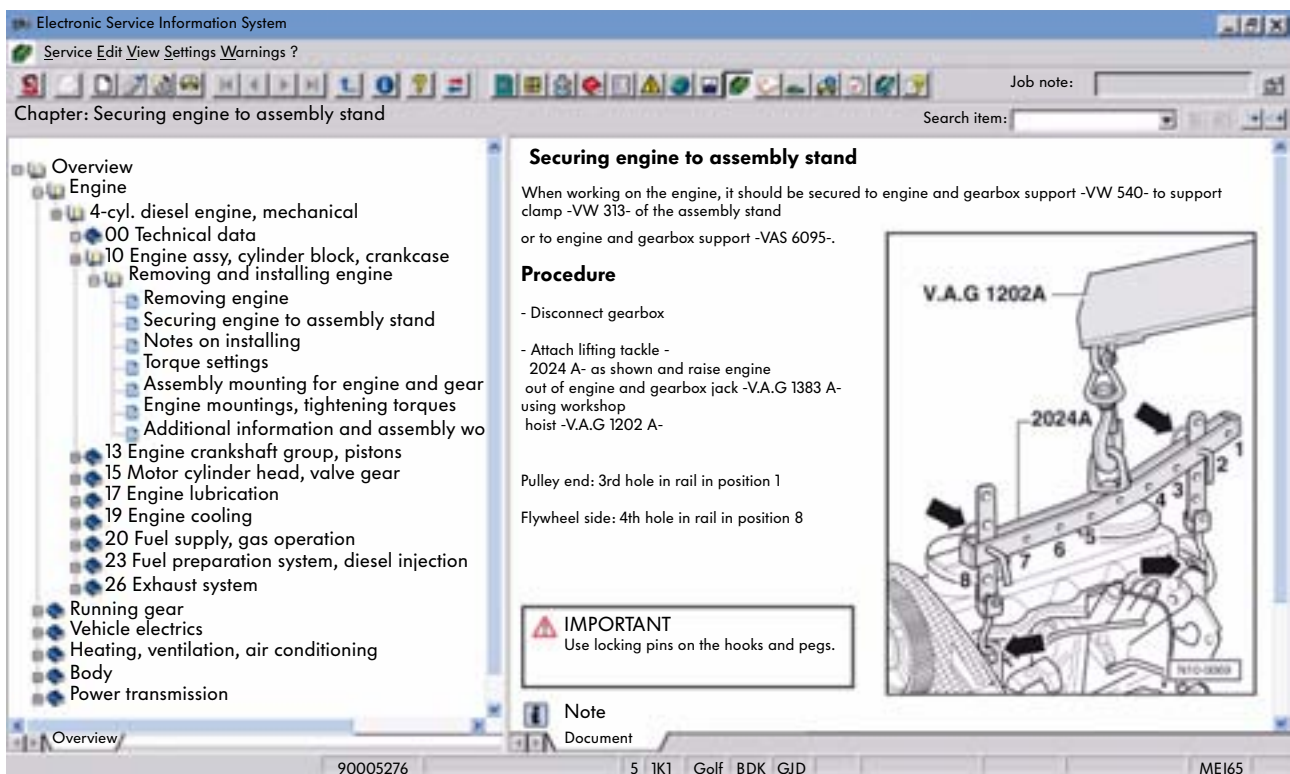 Electronic Service Information System
Service Edit View Settings Warnings ?
Job note:
Chapter: Securing engine to assembly stand
Search item:
Overview
Engine
4-cyl. diesel engine, mechanical
00 Technical data
10 Engine assy, cylinder block, crankcase
Removing and installing engine
Removing engine
Securing engine to assembly stand
Notes on installing
Torque settings
Assembly mounting for engine and gear
Engine mountings, tightening torques
Additional information and assembly wo
13 Engine crankshaft group, pistons
15 Motor cylinder head, valve gear
17 Engine lubrication
19 Engine cooling
20 Fuel supply, gas operation
23 Fuel preparation system, diesel injection
26 Exhaust system
Running gear
Vehicle electrics
Heating, ventilation, air conditioning
Body
Power transmission
Overview
Securing engine to assembly stand
When working on the engine, it should be secured to engine and gearbox support -VW 540- to support
clamp -VW 313- of the assembly stand
or to engine and gearbox support -VAS 6095-.
Procedure
- Disconnect gearbox
- Attach lifting tackle -
2024 A- as shown and raise engine
out of engine and gearbox jack -V.A.G 1383 A-
using workshop
hoist -V.A.G 1202 A-
Pulley end: 3rd hole in rail in position 1
Flywheel side: 4th hole in rail in position 8
IMPORTANT
Use locking pins on the hooks and pegs.
Note
Document
V.A.G 1202A
2024A
1
2
3
4
5
6
7
8
N10-0069
90005276 5 1K1 Golf BDK GJD MEI65